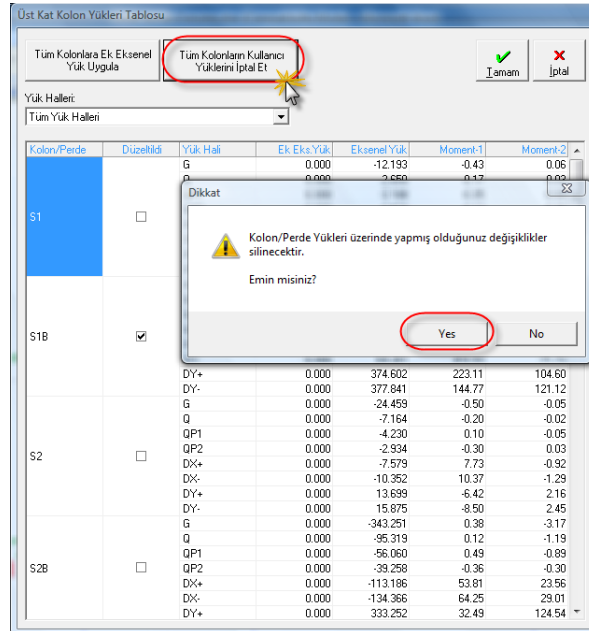 Üst Kat Kolon Yükleri Tablosu
Tüm Kolonlara Ek Eksenel Yük Uygula
Tüm Kolonların Kullanıcı Yüklerini İptal Et
Tamam
İptal
Yük Halleri:
Tüm Yük Halleri
Kolon/Perde Düzeltildi Yük Hali Ek Eks.Yük Eksenel Yük Moment-1 Moment-2
G 0.000 -12.193 -0.43 0.06
S1
Dikkat
Kolon/Perde Yükleri üzerinde yapmış olduğunuz değişiklikler
silinecektir.
Emin misiniz?
Yes No
S1B
DY+ 0.000 374.602 223.11 104.60
DY- 0.000 377.841 144.77 121.12
G 0.000 -24.459 -0.50 -0.05
Q 0.000 -7.164 -0.20 -0.02
QP1 0.000 -4.230 0.10 -0.05
S2 QP2 0.000 -2.934 -0.30 0.03
DX+ 0.000 -7.579 7.73 -0.92
DX- 0.000 -10.352 10.37 -1.29
DY+ 0.000 13.699 -6.42 2.16
DY- 0.000 15.875 -8.50 2.45
G 0.000 -343.251 0.38 -3.17
Q 0.000 -95.319 0.12 -1.19
QP1 0.000 -56.060 0.49 -0.89
S2B QP2 0.000 -39.258 -0.36 -0.30
DX+ 0.000 -113.186 53.81 23.56
DX- 0.000 -134.366 64.25 29.01
DY+ 0.000 333.252 32.49 124.54